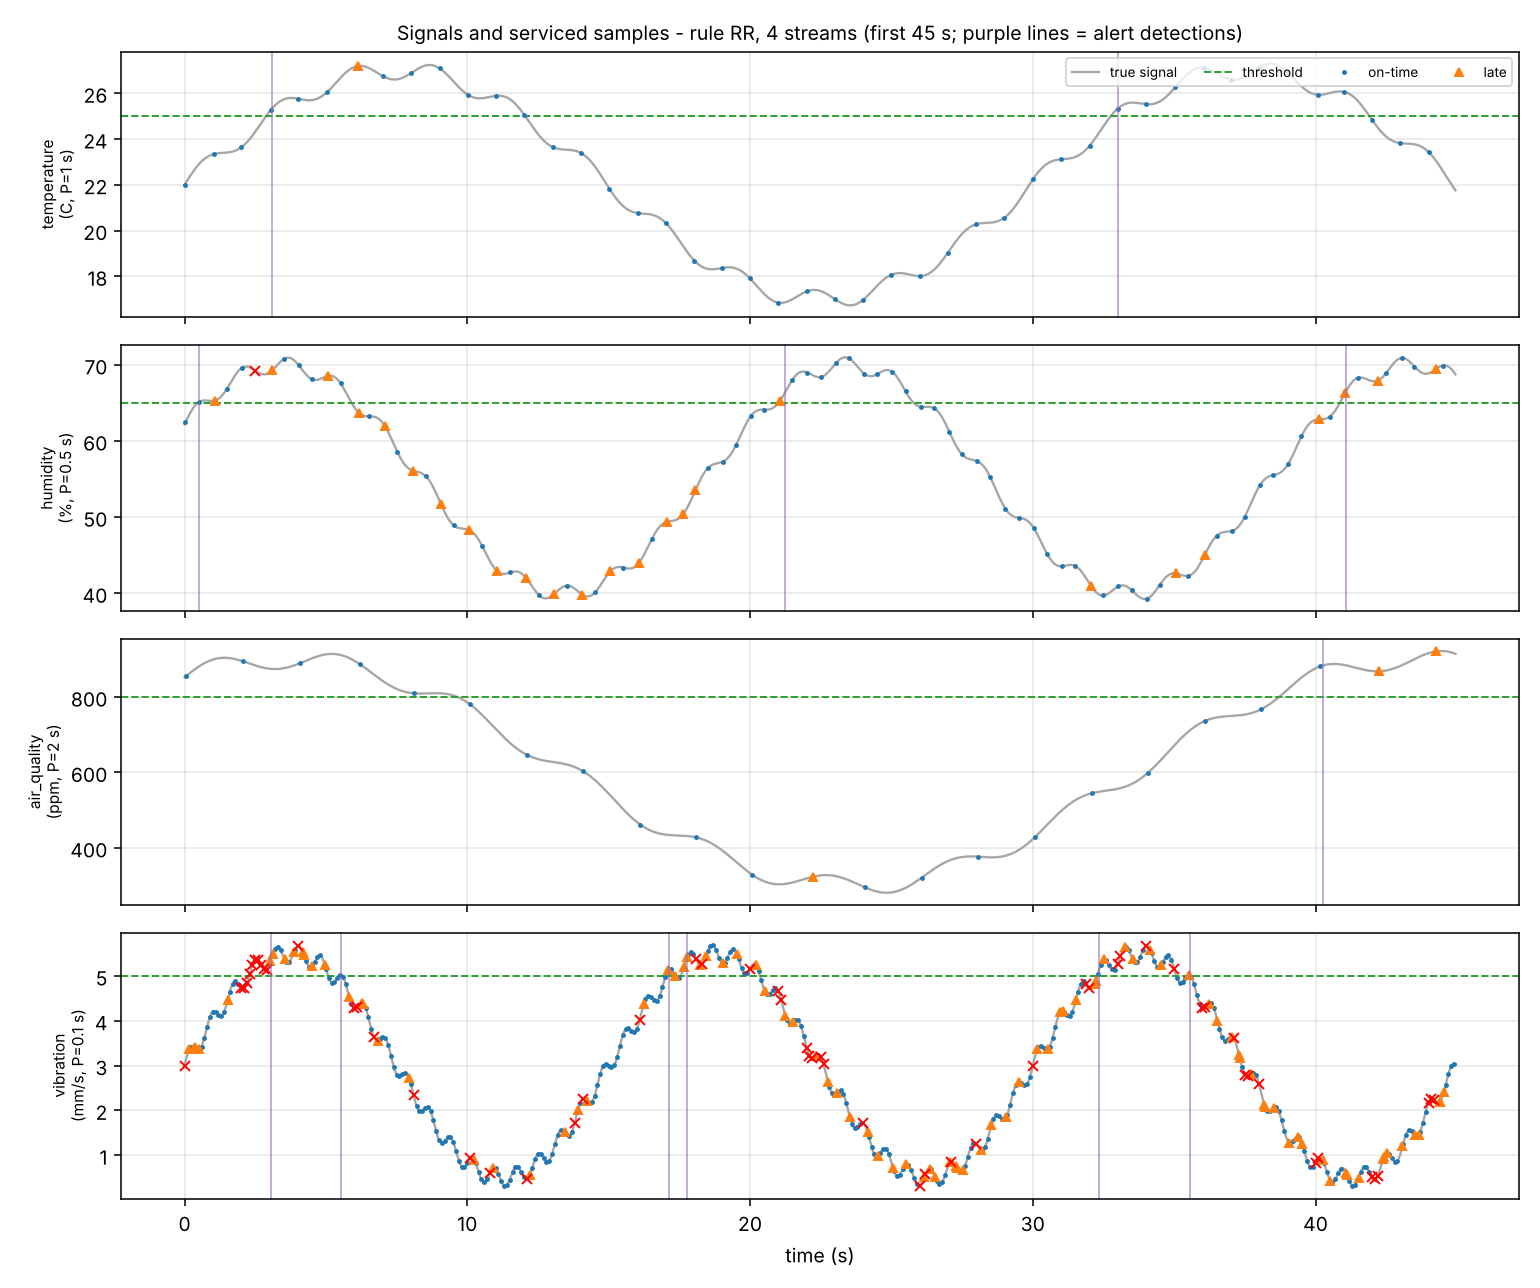 Signals and serviced samples - rule RR, 4 streams (first 45 s; purple lines = alert detections)
true signal threshold on-time late
temperature
(C, P=1 s)
26
24
22
20
18
humidity
(%, P=0.5 s)
70
60
50
40
air_quality
(ppm, P=2 s)
800
600
400
vibration
(mm/s, P=0.1 s)
5
4
3
2
1
0 10 20 30 40
time (s)